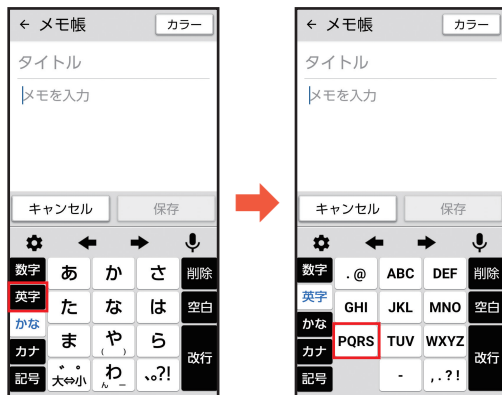 ← メモ帳 カラー
タイトル
メモを入力
キャンセル 保存
数字 あ か さ 削除
英字 た な は 空白
かな
カナ ま や ( ) ら 改行
記号 大⇔小 わ ん ー 、。?!
← メモ帳 カラー
タイトル
メモを入力
キャンセル 保存
数字 .@ ABC DEF 削除
英字 GHI JKL MNO 空白
かな
カナ PQRS TUV WXYZ 改行
記号 - ,.?!